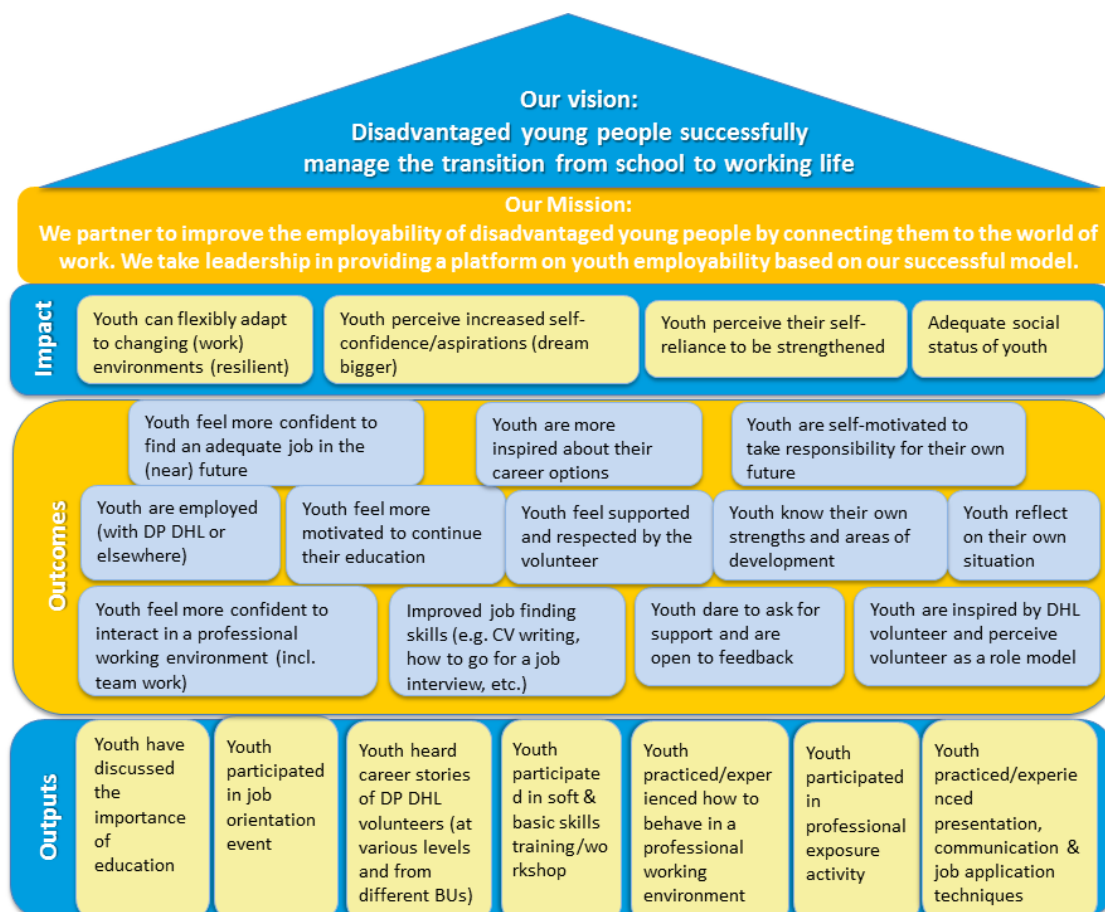 Our vision:
Disadvantaged young people successfully
manage the transition from school to working life
Our Mission:
We partner to improve the employability of disadvantaged young people by connecting them to the world of
work. We take leadership in providing a platform on youth employability based on our successful model.
Impact
Youth can flexibly adapt
to changing (work)
environments (resilient)
Youth perceive increased self-
confidence/aspirations (dream
bigger)
Youth perceive their self-
reliance to be strengthened
Adequate social
status of youth
Outcomes
Youth feel more confident to
find an adequate job in the
(near) future
Youth are more
inspired about their
career options
Youth are self-motivated to
take responsibility for their own
future
Youth are employed
(with DP DHL or
elsewhere)
Youth feel more
motivated to continue
their education
Youth feel supported
and respected by the
volunteer
Youth know their own
strengths and areas of
development
Youth reflect
on their own
situation
Youth feel more confident to
interact in a professional
working environment (incl.
team work)
Improved job finding
skills (e.g. CV writing,
how to go for a job
interview, etc.)
Youth dare to ask for
support and are
open to feedback
Youth are inspired by DHL
volunteer and perceive
volunteer as a role model
Outputs
Youth have
discussed
the
importance
of
education
Youth
participated
in job
orientation
event
Youth heard
career stories
of DP DHL
volunteers (at
various levels
and from
different BUs)
Youth
participate
d in soft &
basic skills
training/wo
rkshop
Youth
practiced/exper
ienced how to
behave in a
professional
working
environment
Youth
participated
in
professional
exposure
activity
Youth
practiced/experie
nced
presentation,
communication &
job application
techniques